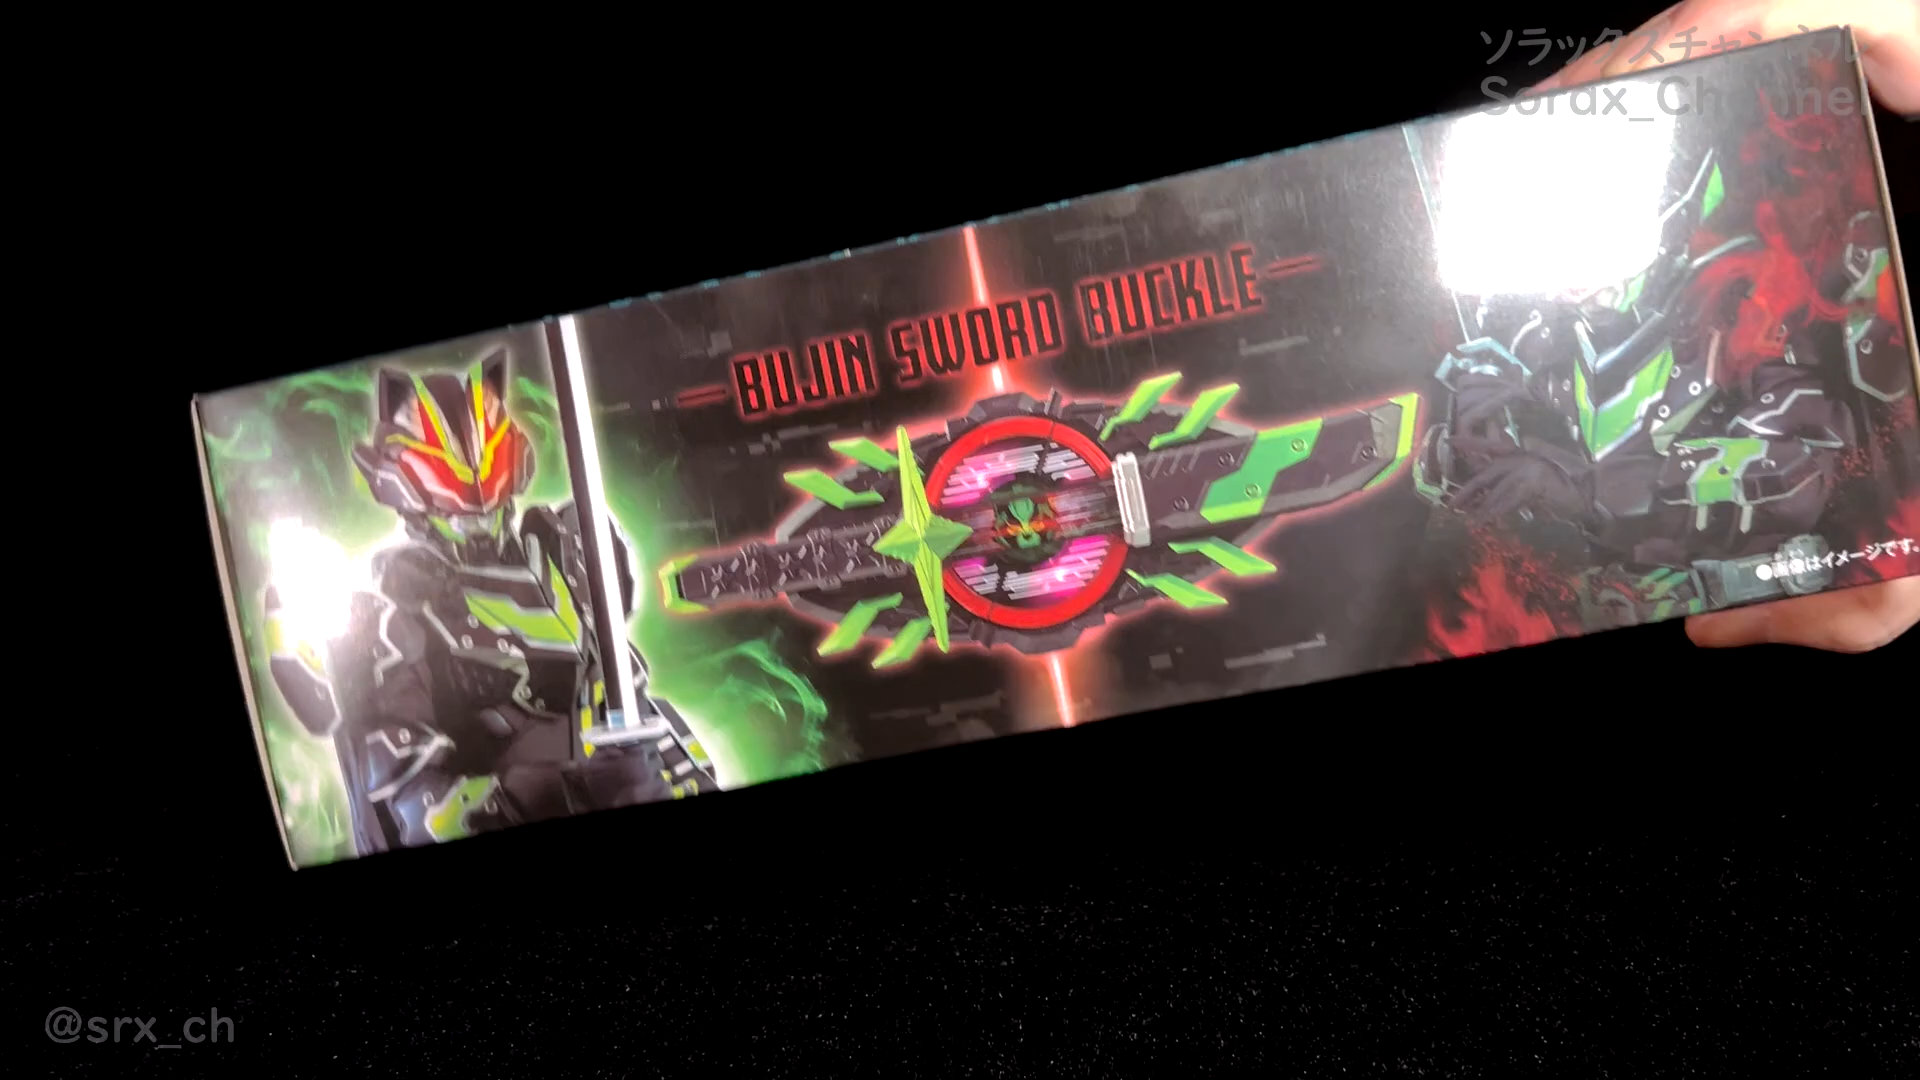 ソラックスチャンネル
Sordx_Channel
BUJIN SWORD BUCKLE
●画像はイメージです。
@srx_ch